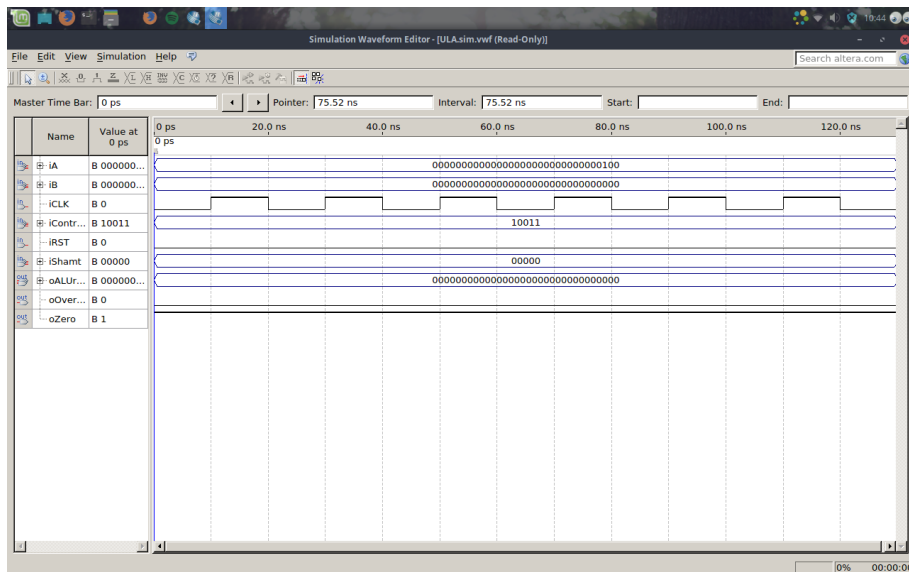 19:44
Simulation Waveform Editor - [ULA.sim.vwf (Read-Only)]
File Edit View Simulation Help
Search altera.com
Master Time Bar: 0 ps Pointer: 75.52 ns Interval: 75.52 ns Start: End:
Name Value at 0 ps
0 ps 20.0 ns 40.0 ns 60.0 ns 80.0 ns 100.0 ns 120.0 ns
0 ps
iA B 000000... 00000000000000000000000000000100
iB B 000000... 00000000000000000000000000000000
iCLK B 0
iContr... B 10011 10011
iRST B 0
iShamt B 00000 00000
oALUr... B 000000... 00000000000000000000000000000000
oOver... B 0
oZero B 1
0% 00:00:0